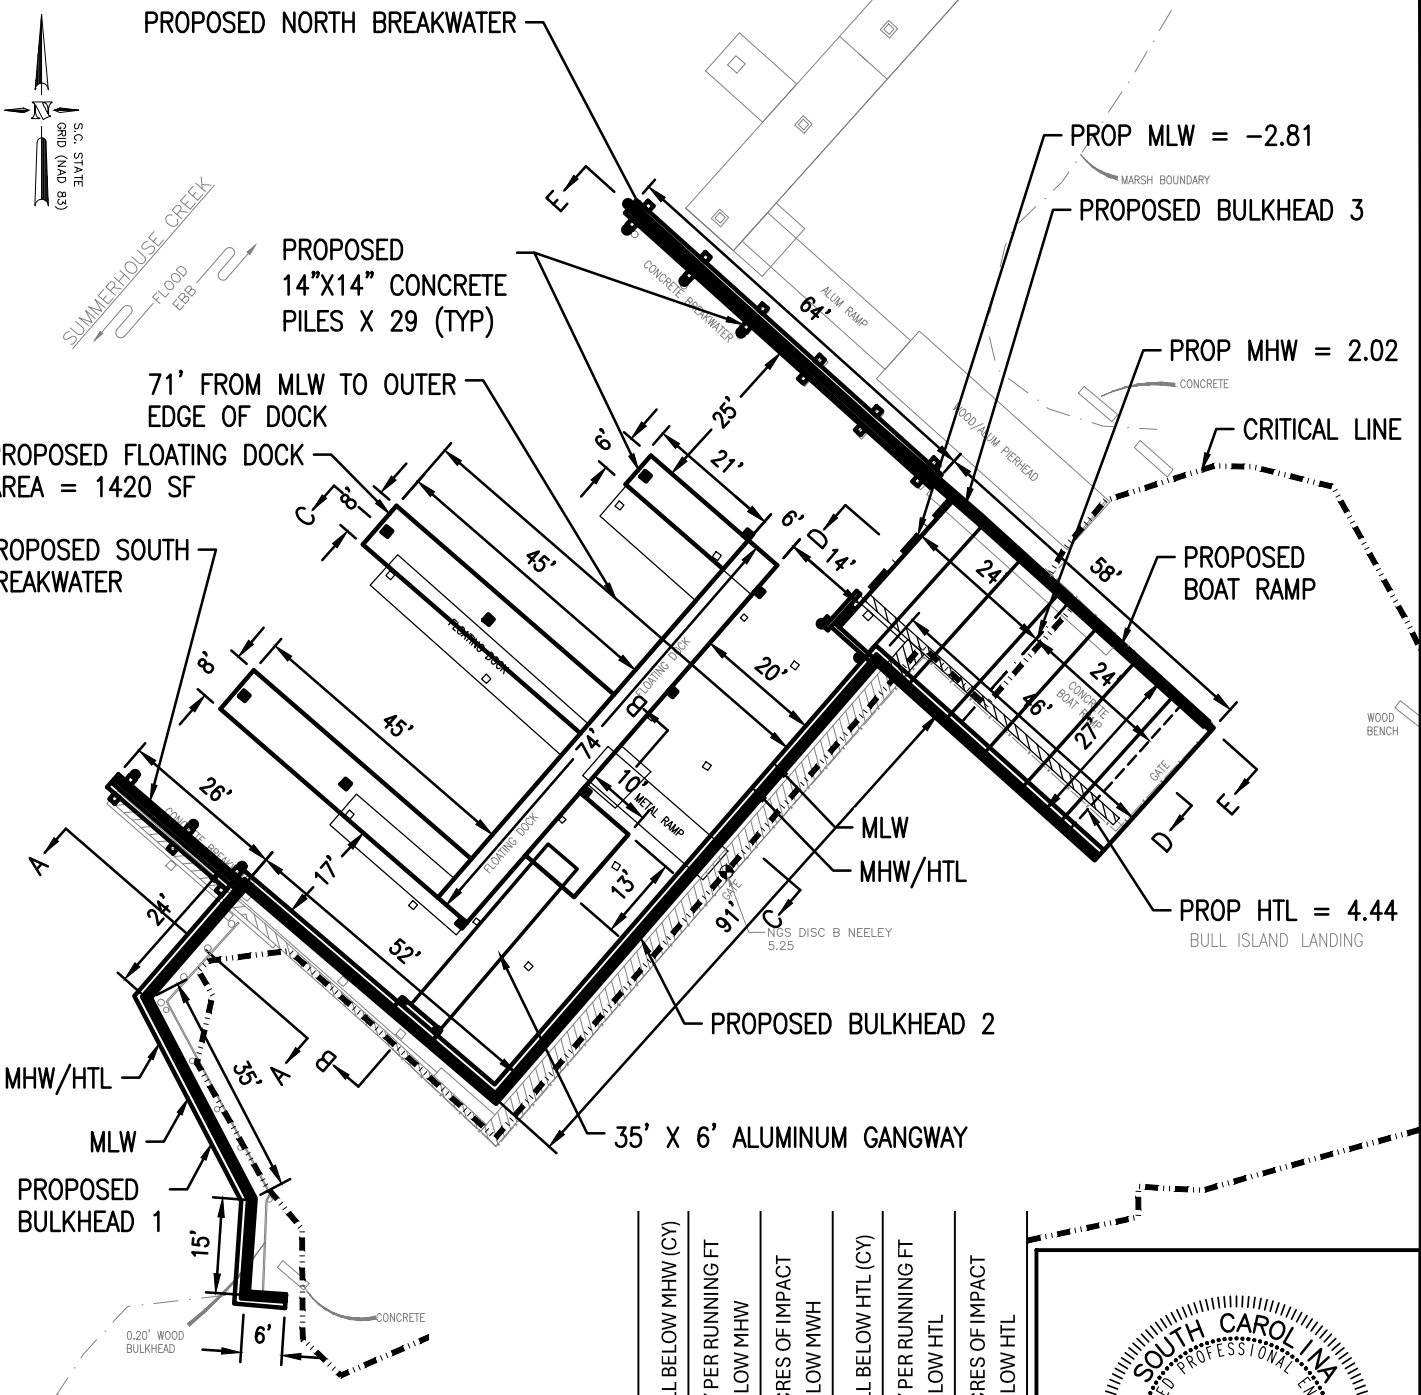 PROPOSED NORTH BREAKWATER
N
S.C. STATE
GRID (NAD 83)
SUMMERHOUSE CREEK
FLOOD
EBB
PROPOSED
14"X14" CONCRETE
PILES X 29 (TYP)
71' FROM MLW TO OUTER
EDGE OF DOCK
ROPOSED FLOATING DOCK
REA = 1420 SF
ROPOSED SOUTH
REAKWATER
E
CONCRETE BREAKWATER
64'
ALUM RAMP
PROP MLW = -2.81
MARSH BOUNDARY
PROPOSED BULKHEAD 3
PROP MHW = 2.02
CONCRETE
CRITICAL LINE
WOOD/ALUM PIERHEAD
PROPOSED
BOAT RAMP
25'
6'
21'
6'
C
8'
45'
D
14'
24'
58'
24'
46'
27'
CONCRETE
BOAT RAMP
GATE
WOOD
BENCH
E
D
FLOATING DOCK
FLOATING DOCK
FLOATING DOCK
B
20'
8'
45'
74'
10'
METAL RAMP
26'
17'
13'
CONCRETE BREAK
A
24'
52'
GATE
91'
C
MLW
MHW/HTL
NGS DISC B NEELEY
5.25
PROP HTL = 4.44
BULL ISLAND LANDING
PROPOSED BULKHEAD 2
35' X 6' ALUMINUM GANGWAY
B
A
35'
MHW/HTL
MLW
PROPOSED
BULKHEAD 1
15'
6'
0.20' WOOD
BULKHEAD
CONCRETE
LL BELOW MHW (CY)
PER RUNNING FT
LOW MHW
CRES OF IMPACT
LOW MWH
LL BELOW HTL (CY)
PER RUNNING FT
LOW HTL
CRES OF IMPACT
LOW HTL
SOUTH CAROLINA
ED PROFESSIONAL EN